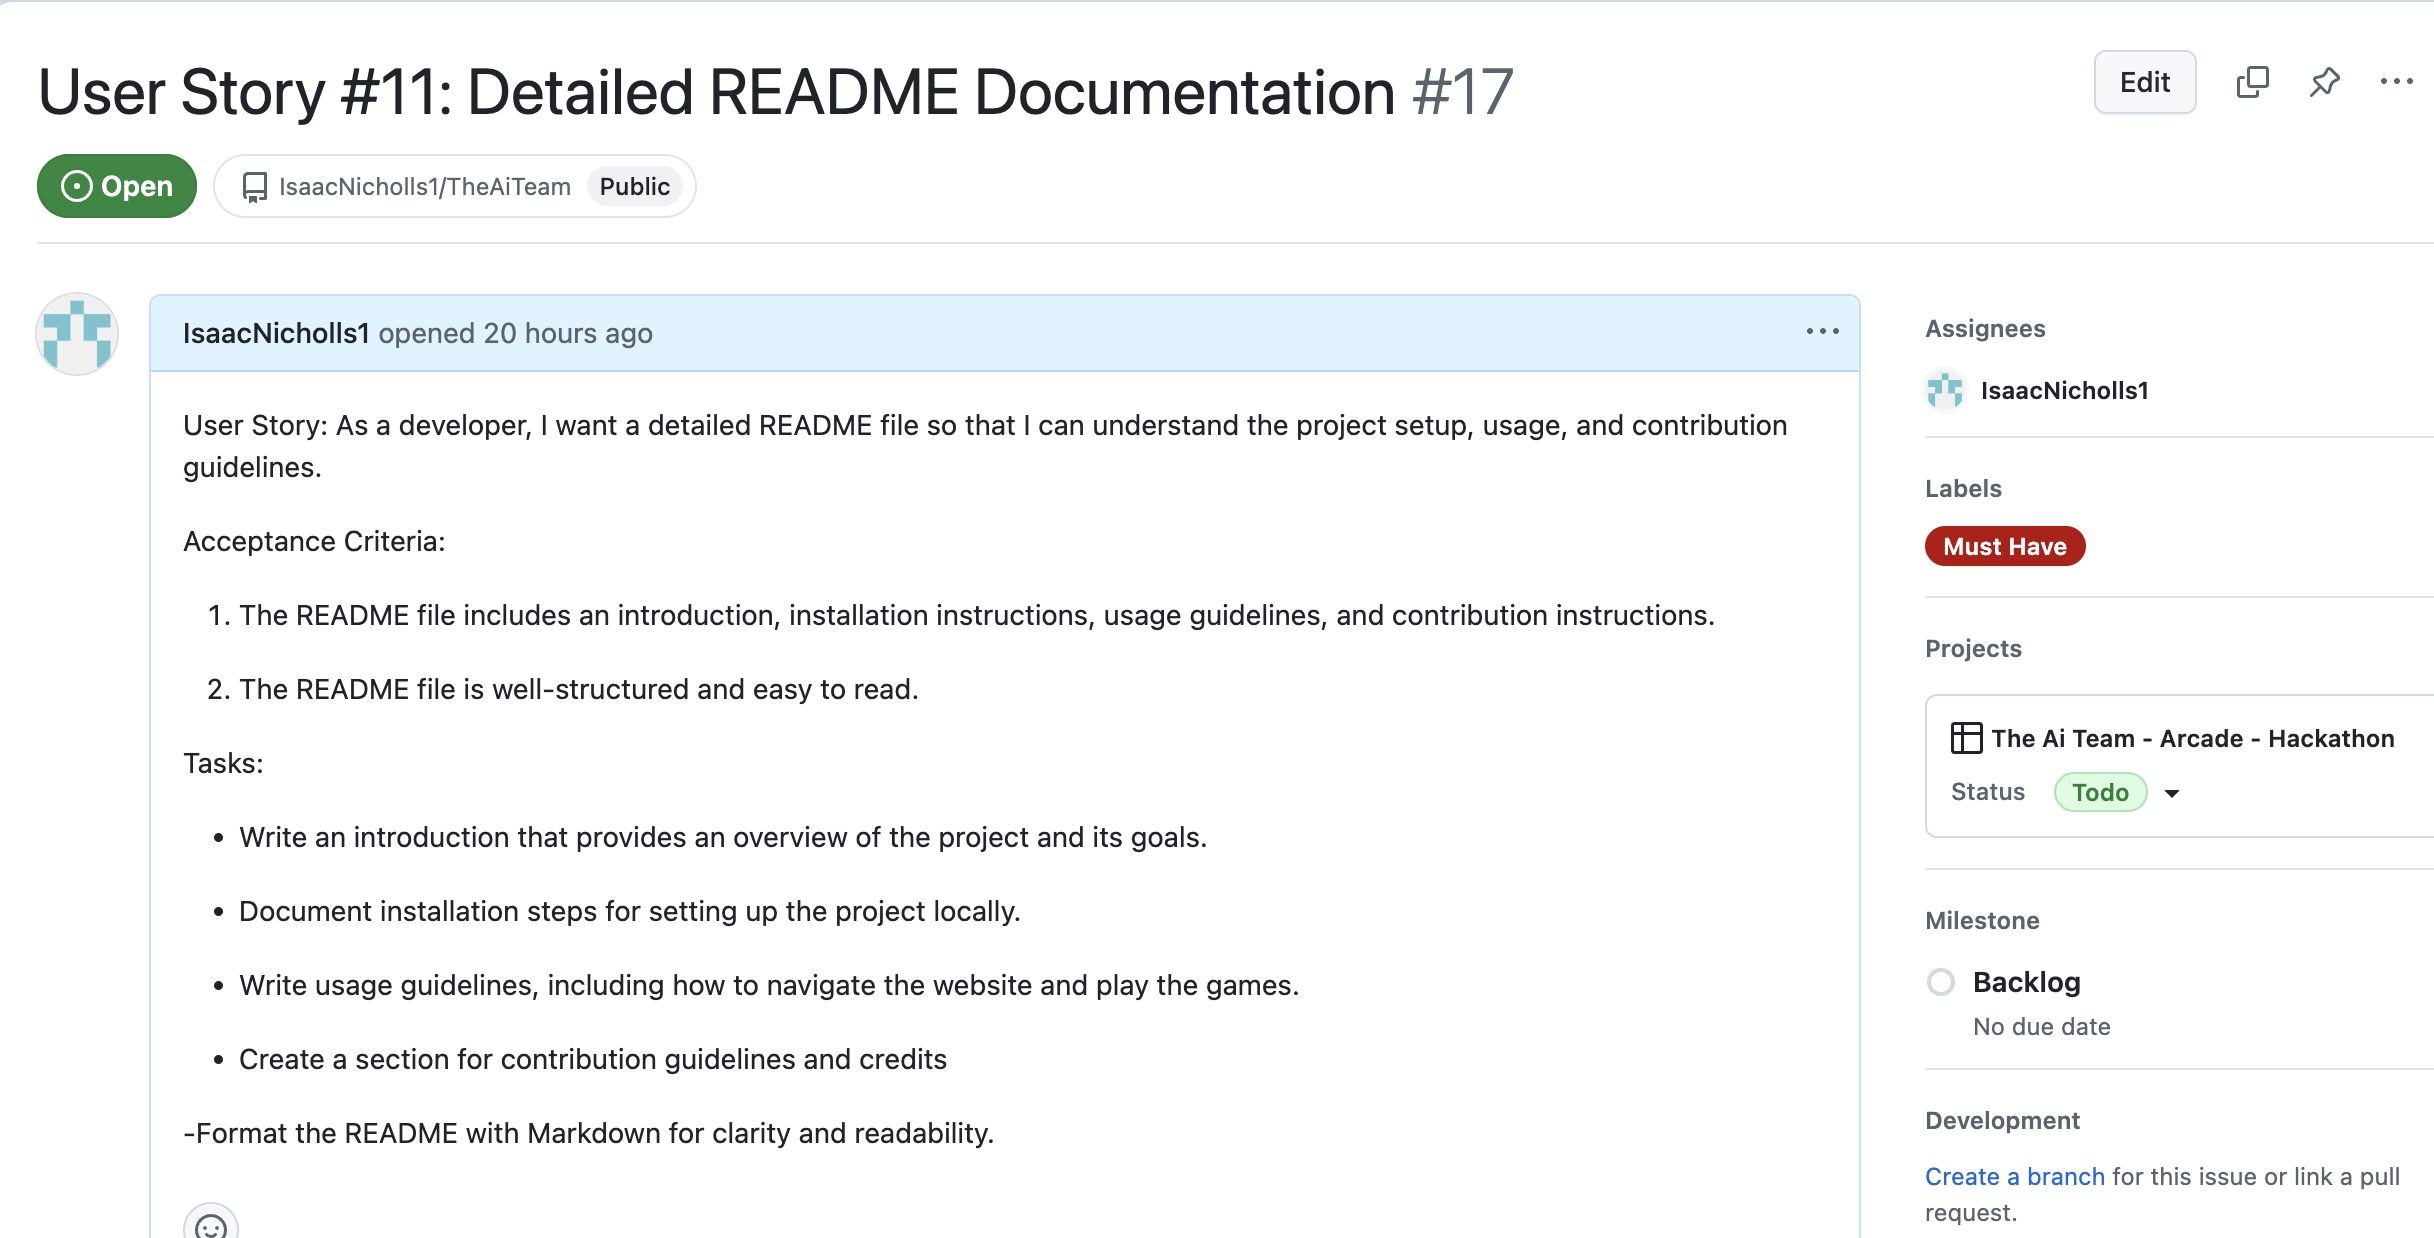 User Story #11: Detailed README Documentation #17
Edit
Open
IsaacNicholls1/TheAiTeam Public
IsaacNicholls1 opened 20 hours ago
User Story: As a developer, I want a detailed README file so that I can understand the project setup, usage, and contribution
guidelines.
Acceptance Criteria:
1. The README file includes an introduction, installation instructions, usage guidelines, and contribution instructions.
2. The README file is well-structured and easy to read.
Tasks:
• Write an introduction that provides an overview of the project and its goals.
• Document installation steps for setting up the project locally.
• Write usage guidelines, including how to navigate the website and play the games.
• Create a section for contribution guidelines and credits
-Format the README with Markdown for clarity and readability.
Assignees
IsaacNicholls1
Labels
Must Have
Projects
The Ai Team - Arcade - Hackathon
Status Todo
Milestone
Backlog
No due date
Development
Create a branch for this issue or link a pull
request.